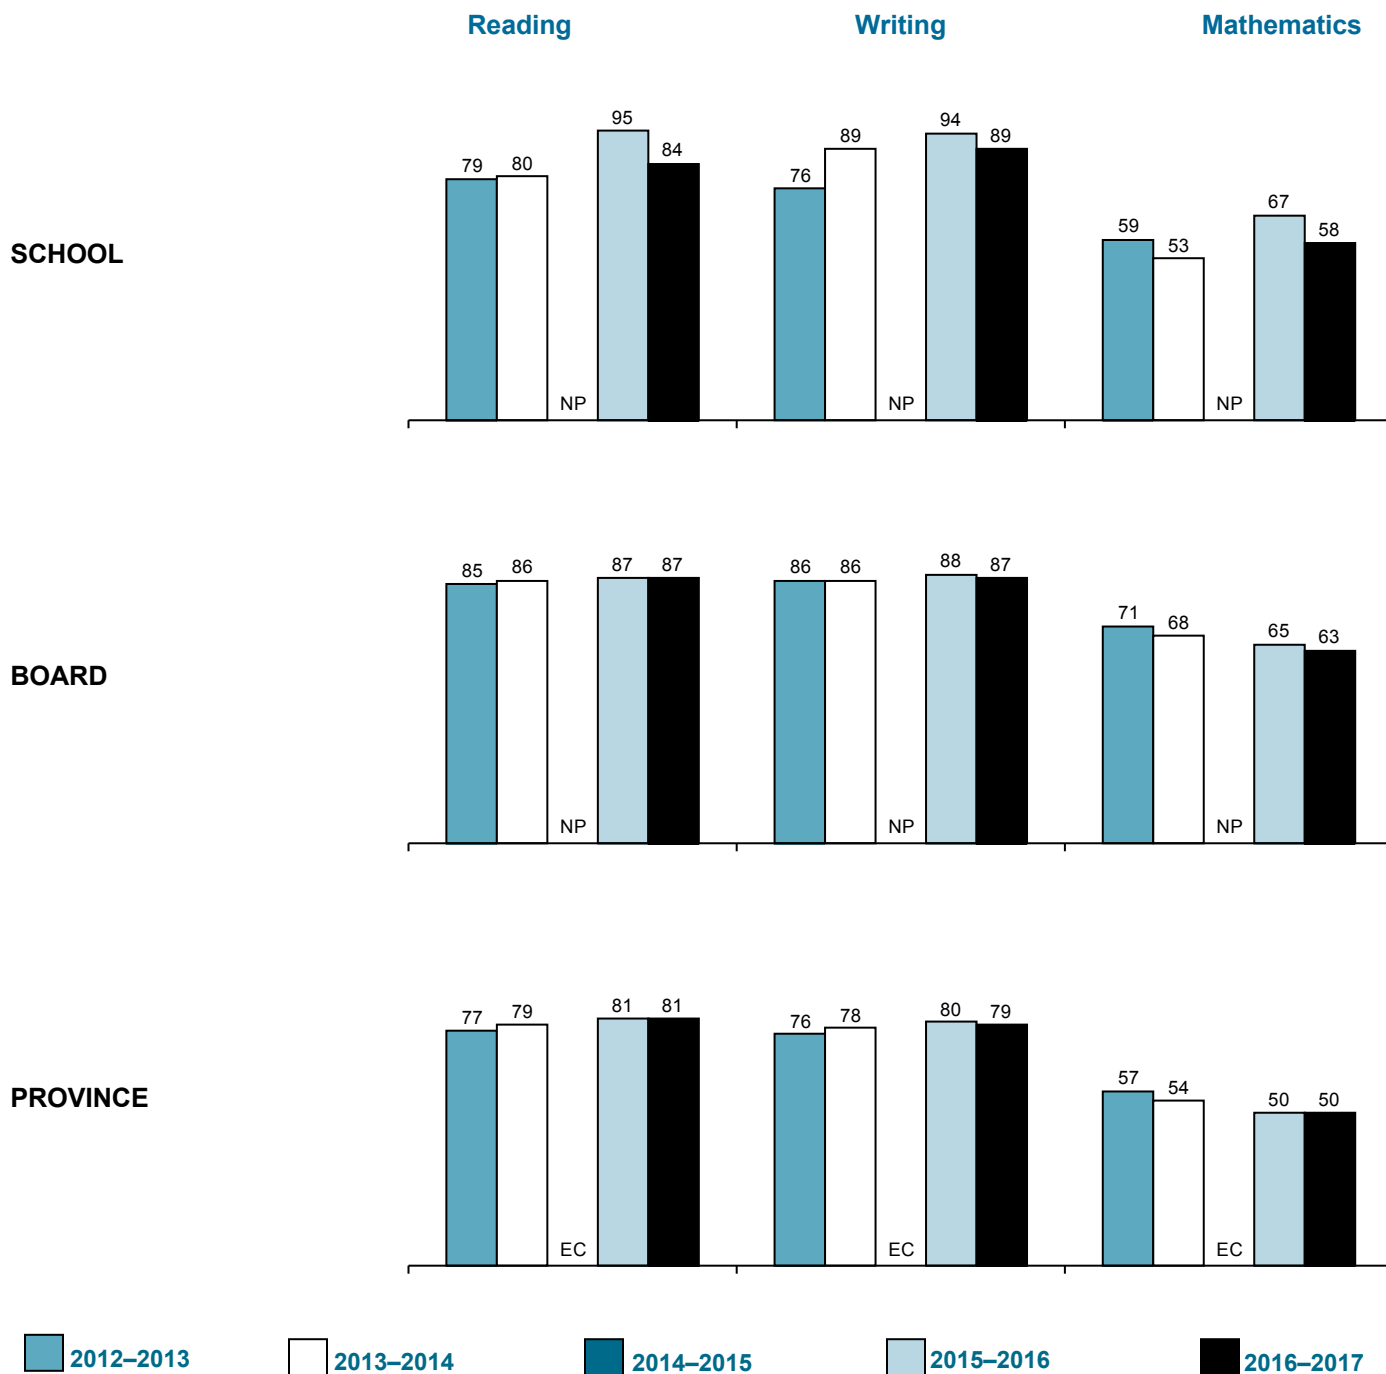 Reading Writing Mathematics
SCHOOL
79 80 NP 95 84 76 89 NP 94 89 59 53 NP 67 58
BOARD
85 86 NP 87 87 86 86 NP 88 87 71 68 NP 65 63
PROVINCE
77 79 EC 81 81 76 78 EC 80 79 57 54 EC 50 50
2012–2013 2013–2014 2014–2015 2015–2016 2016–2017